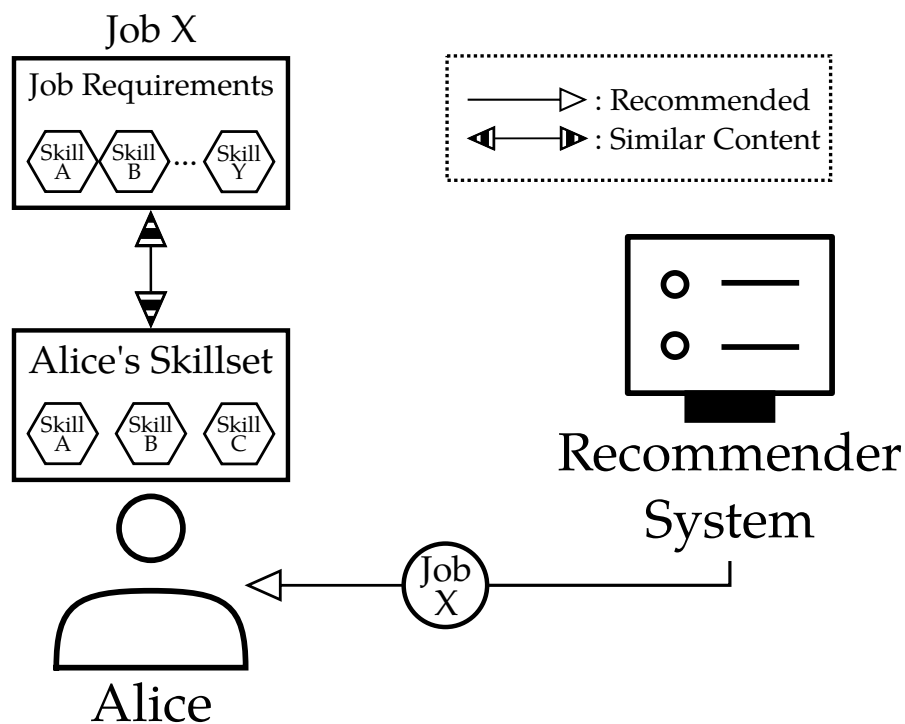 Job X
Job Requirements
Skill
A
Skill
B
...
Skill
Y
: Recommended
: Similar Content
Alice's Skillset
Skill
A
Skill
B
Skill
C
Recommender
System
Job
X
Alice